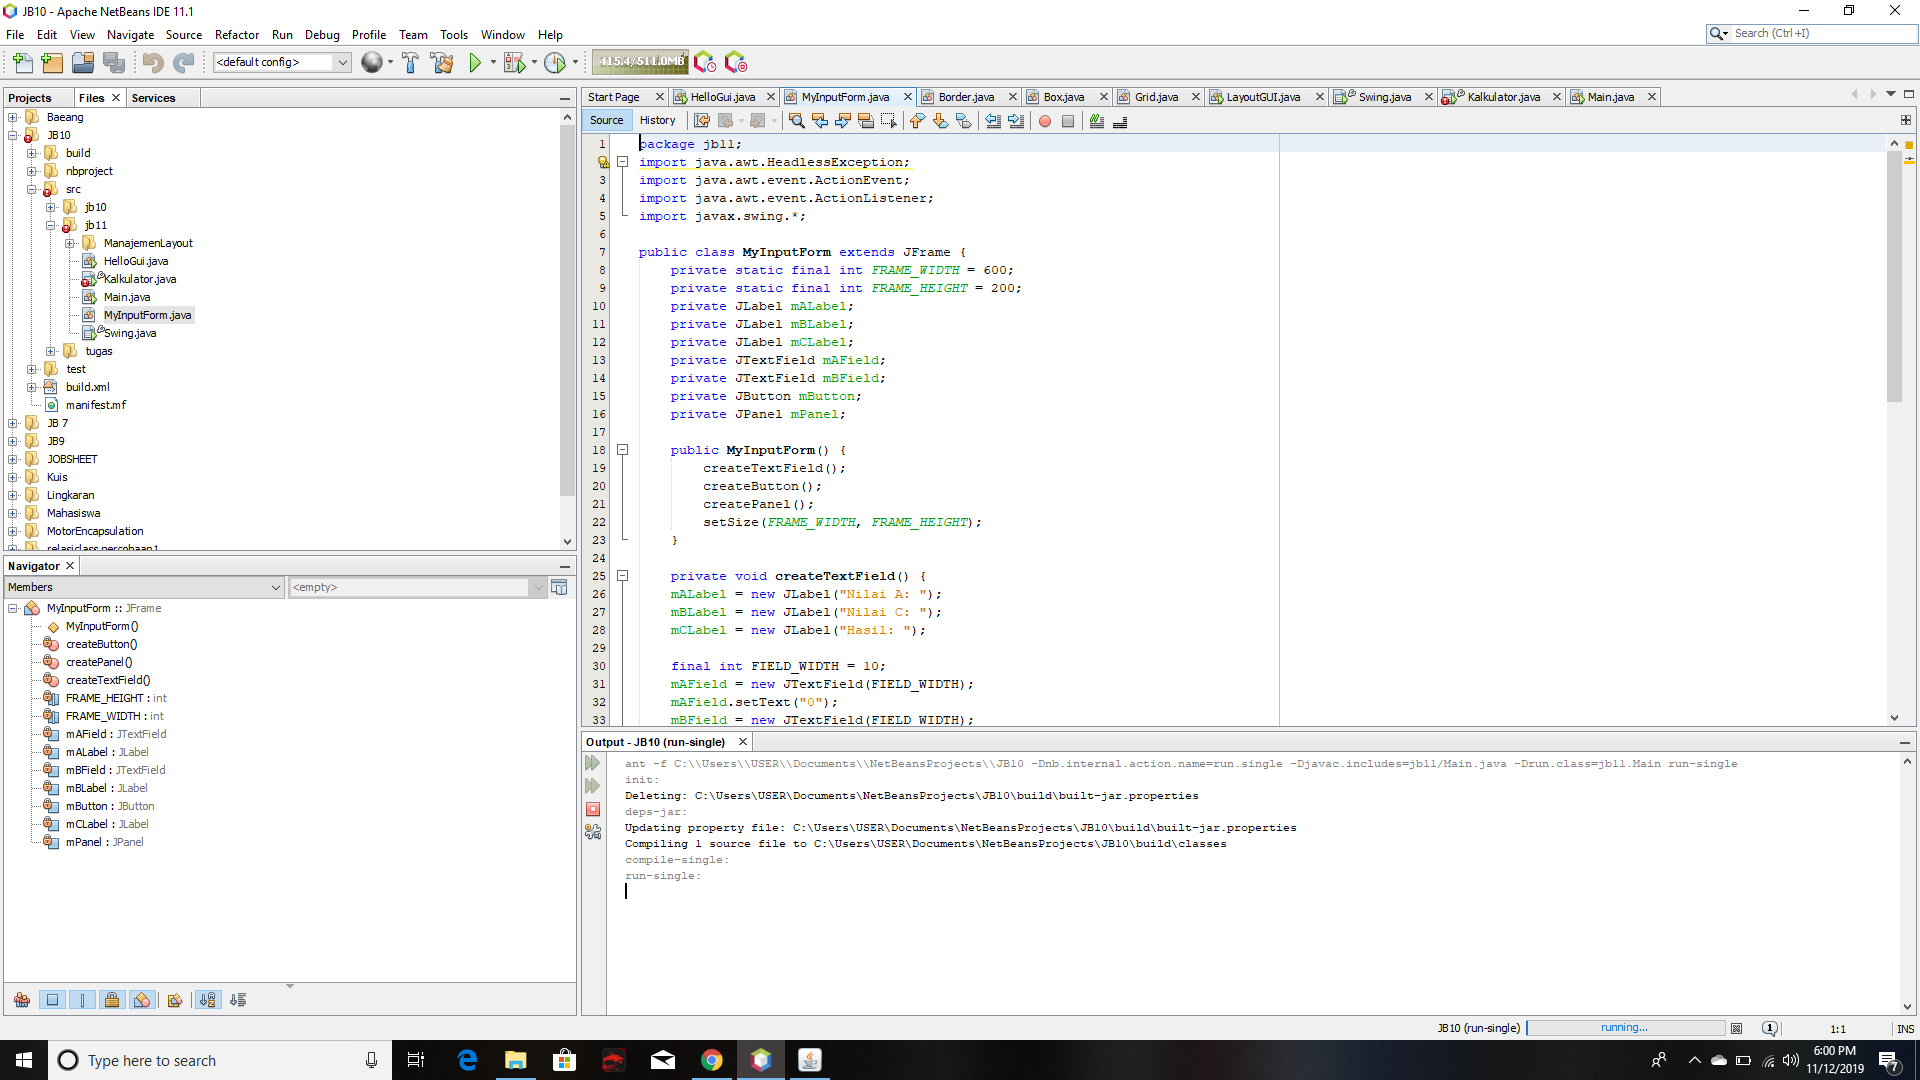 JB10 - Apache NetBeans IDE 11.1
File Edit View Navigate Source Refactor Run Debug Profile Team Tools Window Help
Search (Ctrl+I)
<default config>
415.4/511.0MB
Projects Files Services
Baeang
JB10
build
nbproject
src
jb10
jb11
ManajemenLayout
HelloGui.java
Kalkulator.java
Main.java
MyInputForm.java
Swing.java
tugas
test
build.xml
manifest.mf
JB 7
JB9
JOBSHEET
Kuis
Lingkaran
Mahasiswa
MotorEncapsulation
relasiclass.percobaan1
Navigator
Members
<empty>
MyInputForm :: JFrame
MyInputForm()
createButton()
createPanel()
createTextField()
FRAME_HEIGHT : int
FRAME_WIDTH : int
mAField : JTextField
mALabel : JLabel
mBField : JTextField
mBLabel : JLabel
mButton : JButton
mCLabel : JLabel
mPanel : JPanel
Start Page HelloGui.java MyInputForm.java Border.java Box.java Grid.java LayoutGUI.java Swing.java Kalkulator.java Main.java
Source History
1 package jb11;
import java.awt.HeadlessException;
3 import java.awt.event.ActionEvent;
4 import java.awt.event.ActionListener;
5 import javax.swing.*;
6
7 public class MyInputForm extends JFrame {
8 private static final int FRAME_WIDTH = 600;
9 private static final int FRAME_HEIGHT = 200;
10 private JLabel mALabel;
11 private JLabel mBLabel;
12 private JLabel mCLabel;
13 private JTextField mAField;
14 private JTextField mBField;
15 private JButton mButton;
16 private JPanel mPanel;
17
18 public MyInputForm() {
19 createTextField();
20 createButton();
21 createPanel();
22 setSize(FRAME_WIDTH, FRAME_HEIGHT);
23 }
24
25 private void createTextField() {
26 mALabel = new JLabel("Nilai A: ");
27 mBLabel = new JLabel("Nilai C: ");
28 mCLabel = new JLabel("Hasil: ");
29
30 final int FIELD_WIDTH = 10;
31 mAField = new JTextField(FIELD_WIDTH);
32 mAField.setText("0");
33 mBField = new JTextField(FIELD_WIDTH);
Output - JB10 (run-single)
ant -f C:\\Users\\USER\\Documents\\NetBeansProjects\\JB10 -Dnb.internal.action.name=run.single -Djavac.includes=jb11/Main.java -Drun.class=jb11.Main run-single
init:
Deleting: C:\Users\USER\Documents\NetBeansProjects\JB10\build\built-jar.properties
deps-jar:
Updating property file: C:\Users\USER\Documents\NetBeansProjects\JB10\build\built-jar.properties
Compiling 1 source file to C:\Users\USER\Documents\NetBeansProjects\JB10\build\classes
compile-single:
run-single:
JB10 (run-single) running... 1 1:1 INS
Type here to search
6:00 PM
11/12/2019
7